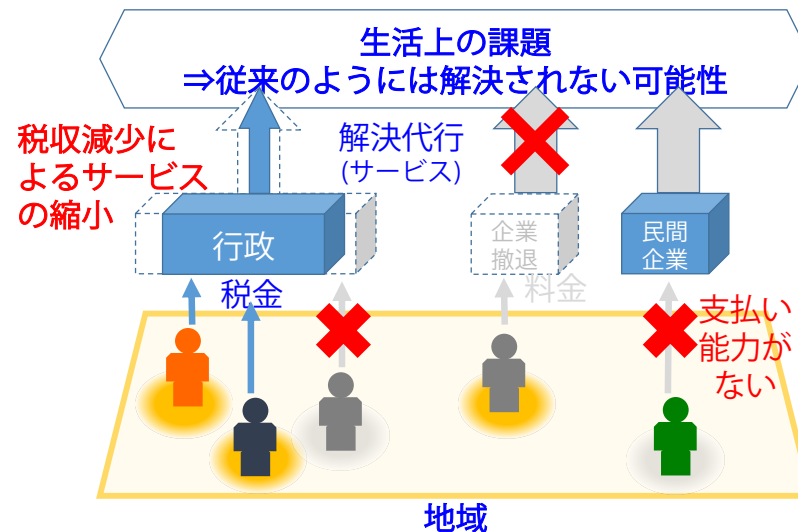 生活上の課題
⇒従来のようには解決されない可能性
税収減少に
よるサービス
の縮小
解決代行
(サービス)
行政
企業
撤退
民間
企業
税金
料金
支払い
能力が
ない
地域